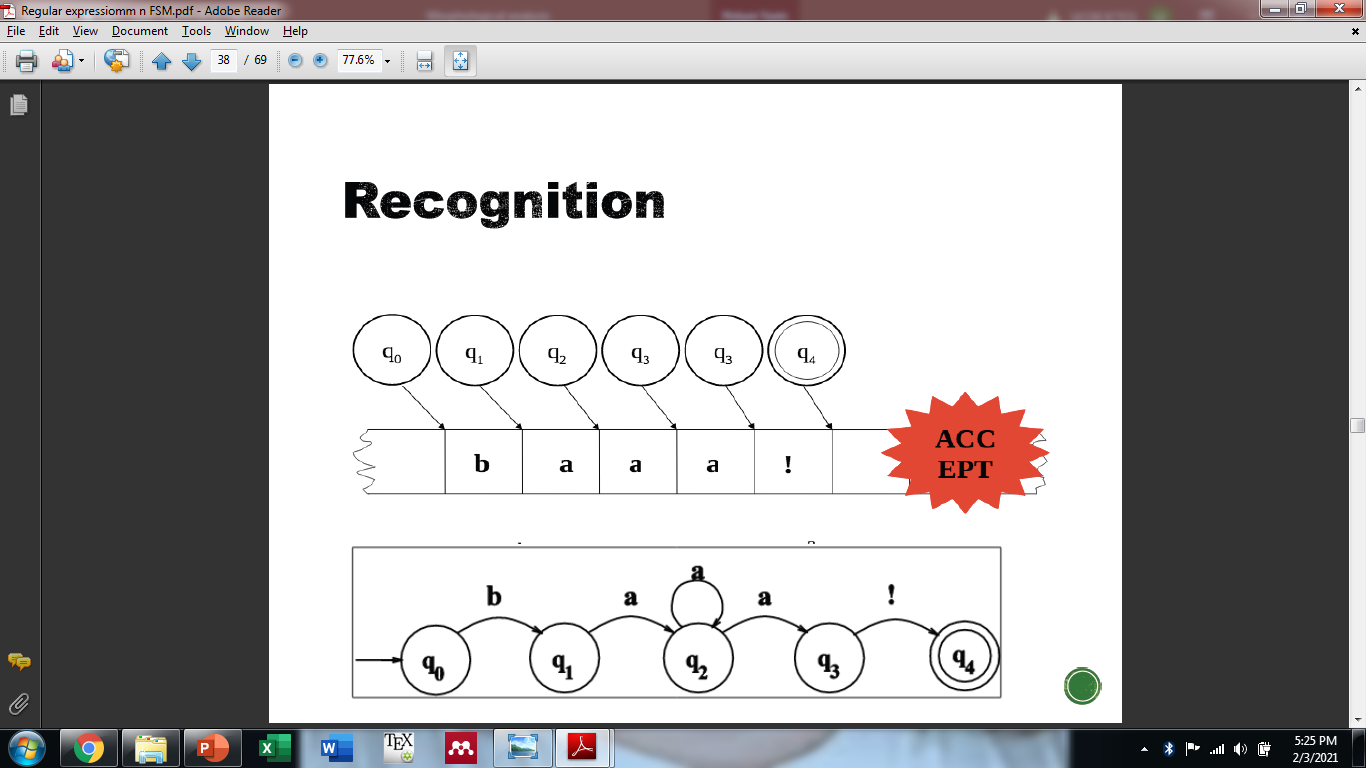 Regular expressiomm n FSM.pdf - Adobe Reader
File Edit View Document Tools Window Help
38 / 69 77.6%
Recognition
q0 q1 q2 q3 q3 q4
b a a a !
ACC
EPT
a
b a a !
q0 q1 q2 q3 q4
5:25 PM
2/3/2021